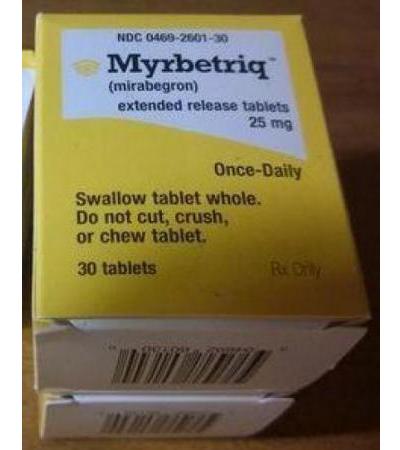 NDC 0469-2601-30
Myrbetriq™
(mirabegron)
extended release tablets
25 mg
Once-Daily
Swallow tablet whole.
Do not cut, crush,
or chew tablet.
30 tablets
Rx Only